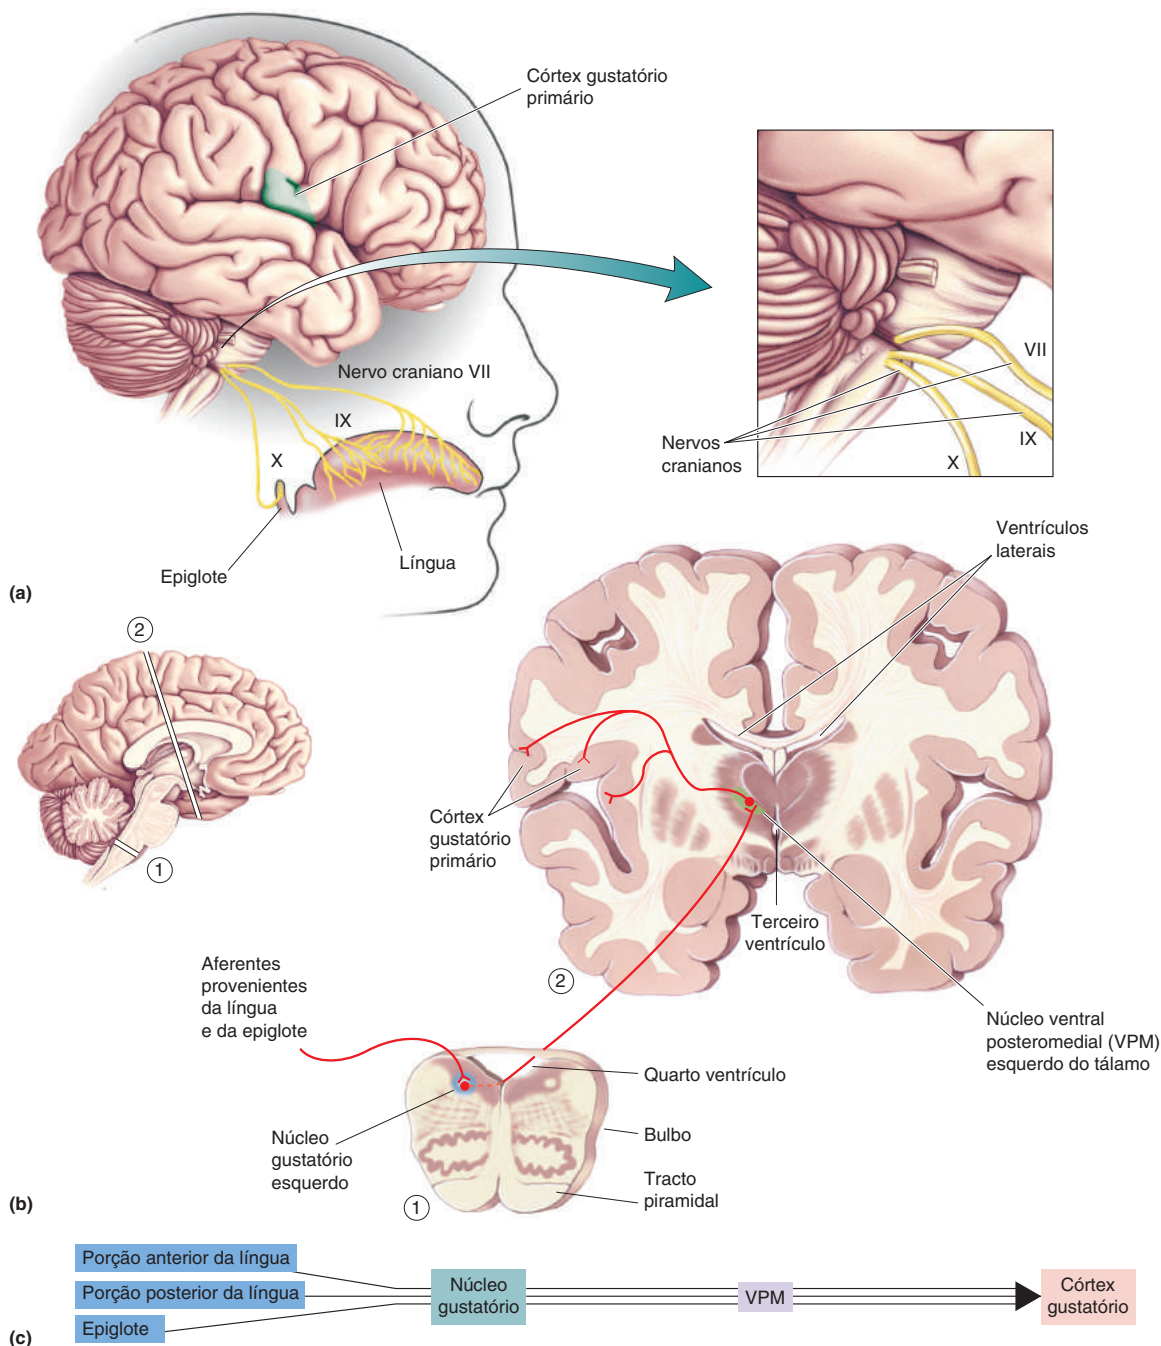 Córtex gustatório
primário
Nervo craniano VII
IX
X
Língua
Epiglote
(a)
VII
IX
X
Nervos
cranianos
2
1
Ventrículos
laterais
Córtex
gustatório
primário
Terceiro
ventrículo
2
Núcleo ventral
posteromedial (VPM)
esquerdo do tálamo
Aferentes
provenientes
da língua
e da epiglote
Quarto ventrículo
Núcleo
gustatório
esquerdo
Bulbo
Tracto
piramidal
1
(b)
Porção anterior da língua
Porção posterior da língua
Epiglote
Núcleo
gustatório
VPM
Córtex
gustatório
(c)